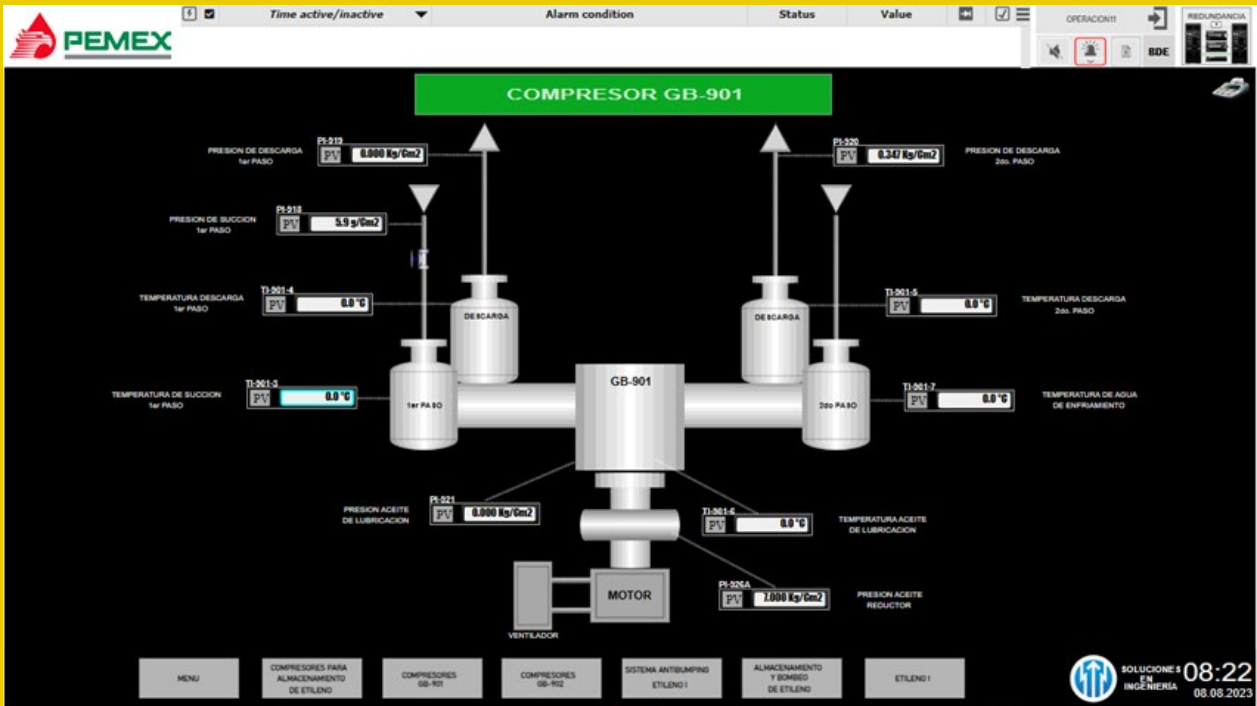 Time active/inactive
Alarm condition
Status
Value
OPERACION11
REDUNDANCIA
PEMEX
BDE
COMPRESOR GB-901
PRESION DE DESCARGA
1er PASO
PI-919
PV 0.000 Kg/Cm2
PI-920
PV 0.347 Kg/Cm2
PRESION DE DESCARGA
2do. PASO
PRESION DE SUCCION
1er PASO
PI-918
PV 5.9 g/Cm2
TEMPERATURA DESCARGA
1er PASO
TI-901-4
PV 0.0 °C
DESCARGA
DESCARGA
TI-901-5
PV 0.0 °C
TEMPERATURA DESCARGA
2do. PASO
TEMPERATURA DE SUCCION
1er PASO
TI-901-3
PV 0.0 °C
1er PASO
GB-901
2do PASO
TI-901-7
PV 0.0 °C
TEMPERATURA DE AGUA
DE ENFRIAMIENTO
PRESION ACEITE
DE LUBRICACION
PI-921
PV 0.000 Kg/Cm2
TI-901-6
PV 0.0 °C
TEMPERATURA ACEITE
DE LUBRICACION
MOTOR
VENTILADOR
PI-926A
PV 7.000 Kg/Cm2
PRESION ACEITE
REDUCTOR
MENU
COMPRESORES PARA
ALMACENAMIENTO
DE ETILENO
COMPRESORES
GB-901
COMPRESORES
GB-902
SISTEMA ANTIBUMPING
ETILENO I
ALMACENAMIENTO
Y BOMBEO
DE ETILENO
ETILENO I
SOLUCIONES
EN
INGENIERIA
08:22
08.08.2023